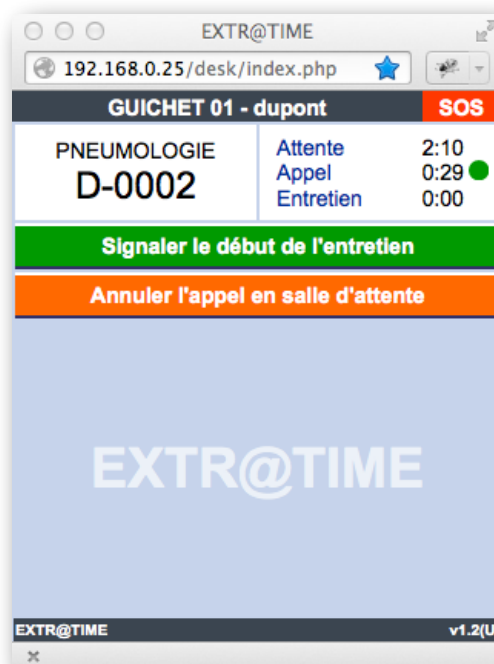 EXTR@TIME
192.168.0.25/desk/index.php
GUICHET 01 - dupont SOS
PNEUMOLOGIE
D-0002
Attente 2:10
Appel 0:29
Entretien 0:00
Signaler le début de l'entretien
Annuler l'appel en salle d'attente
EXTR@TIME
EXTR@TIME v1.2(U